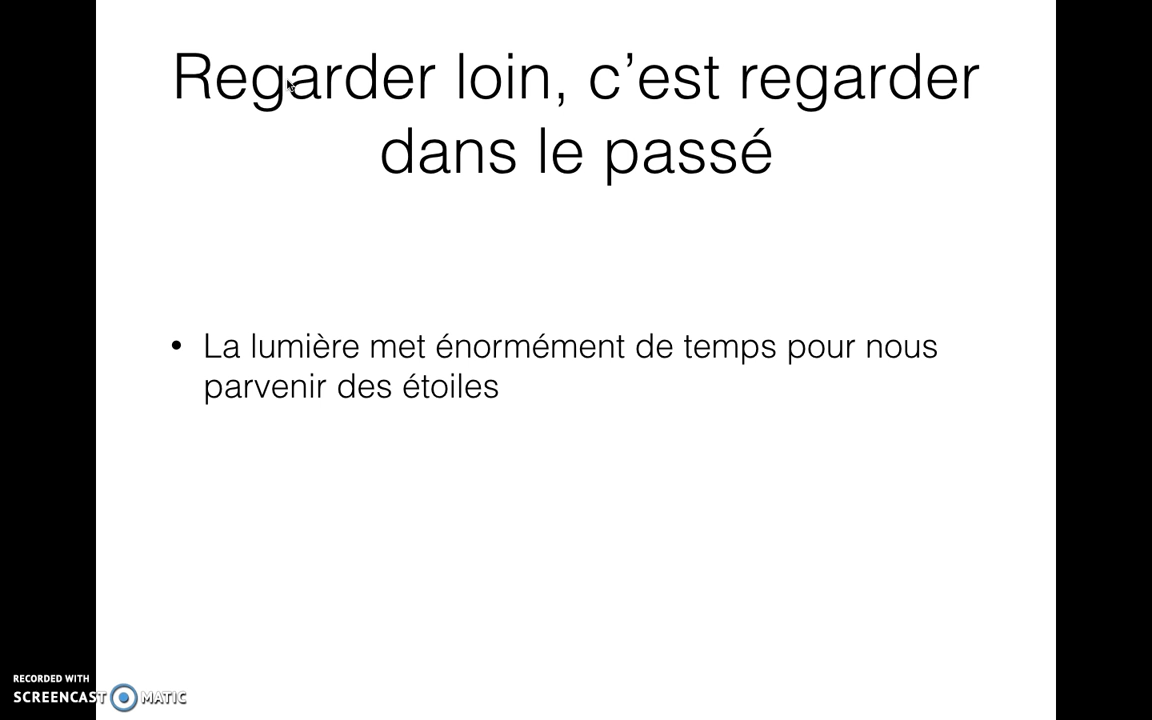 Regarder loin, c’est regarder
dans le passé
• La lumière met énormément de temps pour nous
parvenir des étoiles
RECORDED WITH
SCREENCAST MATIC